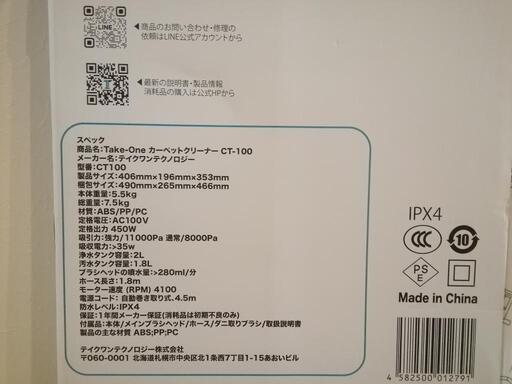 商品のお問い合わせ・修理の
依頼はLINE公式アカウントから
最新の説明書・製品情報
消耗品の購入は公式HPから
スペック
商品名：Take-One カーペットクリーナー CT-100
メーカー名：テイクワンテクノロジー
型番：CT100
製品サイズ：406mm×196mm×353mm
梱包サイズ：490mm×265mm×466mm
本体重量：5.5kg
総重量：7.5kg
材質：ABS/PP/PC
定格電圧：AC100V
定格出力 450W
吸引力：強力/11000Pa 通常/8000Pa
吸収電力：>35w
浄水タンク容量：2L
汚水タンク容量：1.8L
ブラシヘッドの噴水量：>280ml/分
ホース長さ：1.8m
モーター速度 (RPM) 4100
電源コード：自動巻き取り式、4.5m
防水レベル：IPX4
保証：1年間メーカー保証(消耗品は初期不良のみ)
付属品：本体/メインブラシヘッド/ホース/ダニ取りブラシ/取扱説明書
製品の主な材質 ABS;PP;PC
テイクワンテクノロジー株式会社
〒060-0061 北海道札幌市中央区北1条西7丁目1-15あおいビル
IPX4
CCC
10
PS
E
Made in China
4 582500 012791